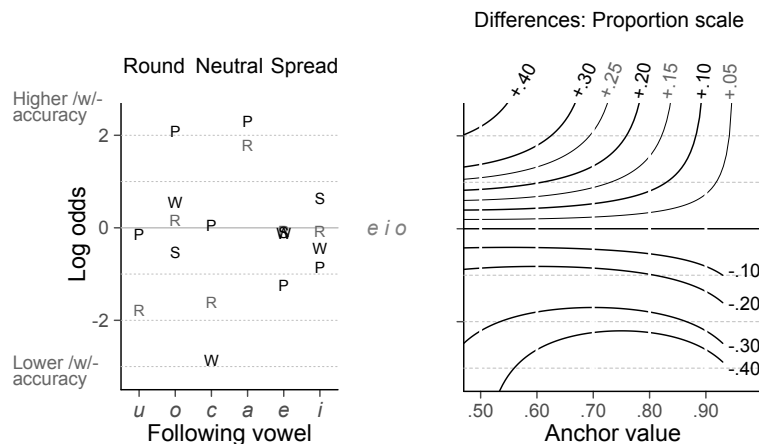 Differences: Proportion scale
Round Neutral Spread
Higher /w/-
accuracy
Lower /w/-
accuracy
Log odds
2
0
-2
P
R
P
W
R
S
P
R
W
P
R
S
W
P
S
R
W
P
u o c a e i
Following vowel
e i o
+.40
+.30
+.25
+.20
+.15
+.10
+.05
-.10
-.20
-.30
-.40
.50 .60 .70 .80 .90
Anchor value